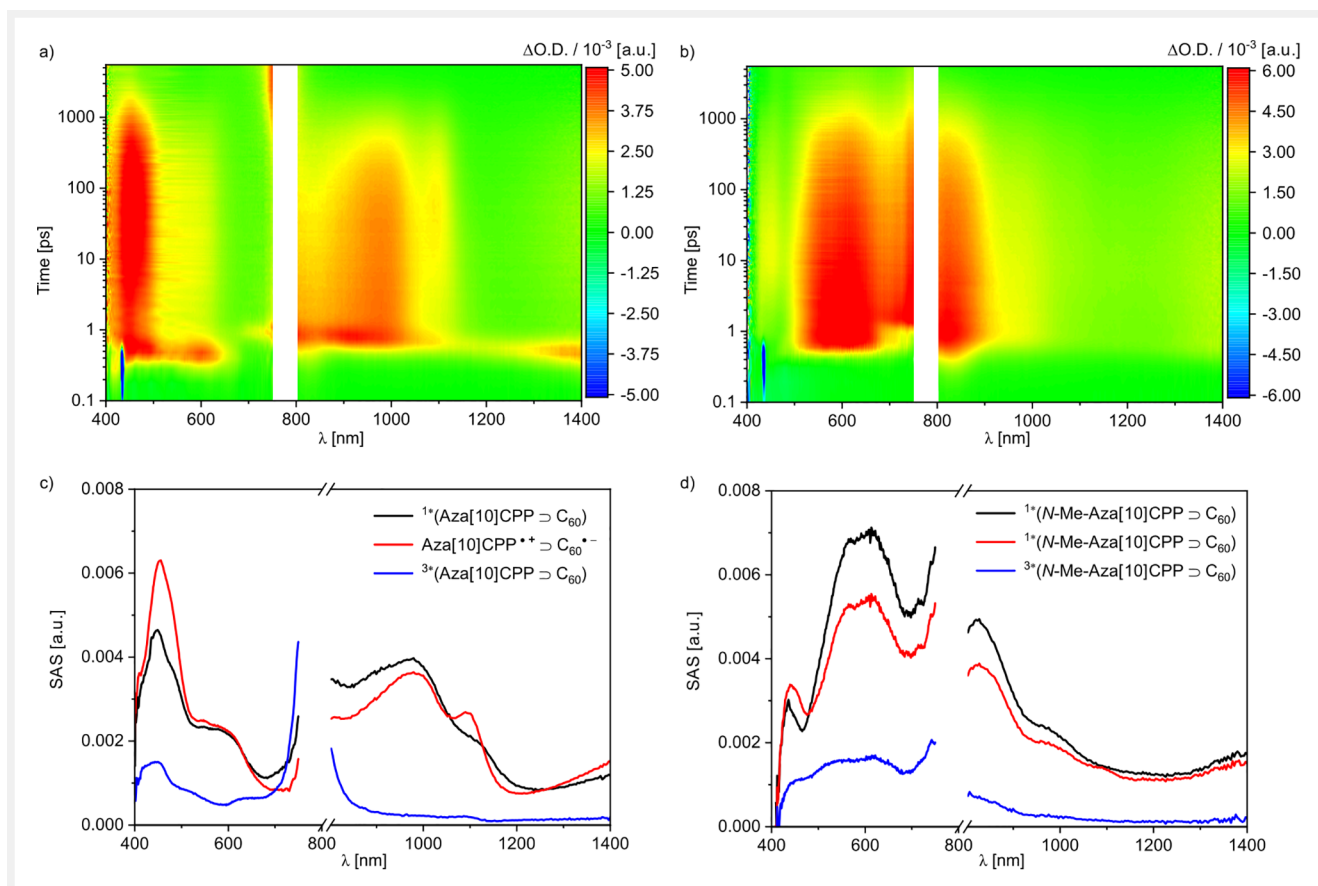 a)
ΔO.D. / 10⁻³ [a.u.]
5.00
3.75
2.50
1.25
0.00
-1.25
-2.50
-3.75
-5.00
Time [ps]
1000
100
10
1
0.1
400 600 800 1000 1200 1400
λ [nm]
b)
ΔO.D. / 10⁻³ [a.u.]
6.00
4.50
3.00
1.50
0.00
-1.50
-3.00
-4.50
-6.00
Time [ps]
1000
100
10
1
0.1
400 600 800 1000 1200 1400
λ [nm]
c)
0.008
0.006
0.004
0.002
0.000
SAS [a.u.]
¹*(Aza[10]CPP ⊃ C₆₀)
Aza[10]CPP•⁺ ⊃ C₆₀•⁻
³*(Aza[10]CPP ⊃ C₆₀)
400 600 800 1000 1200 1400
λ [nm]
d)
0.008
0.006
0.004
0.002
0.000
SAS [a.u.]
¹*(N-Me-Aza[10]CPP ⊃ C₆₀)
¹*(N-Me-Aza[10]CPP ⊃ C₆₀)
³*(N-Me-Aza[10]CPP ⊃ C₆₀)
400 600 800 1000 1200 1400
λ [nm]